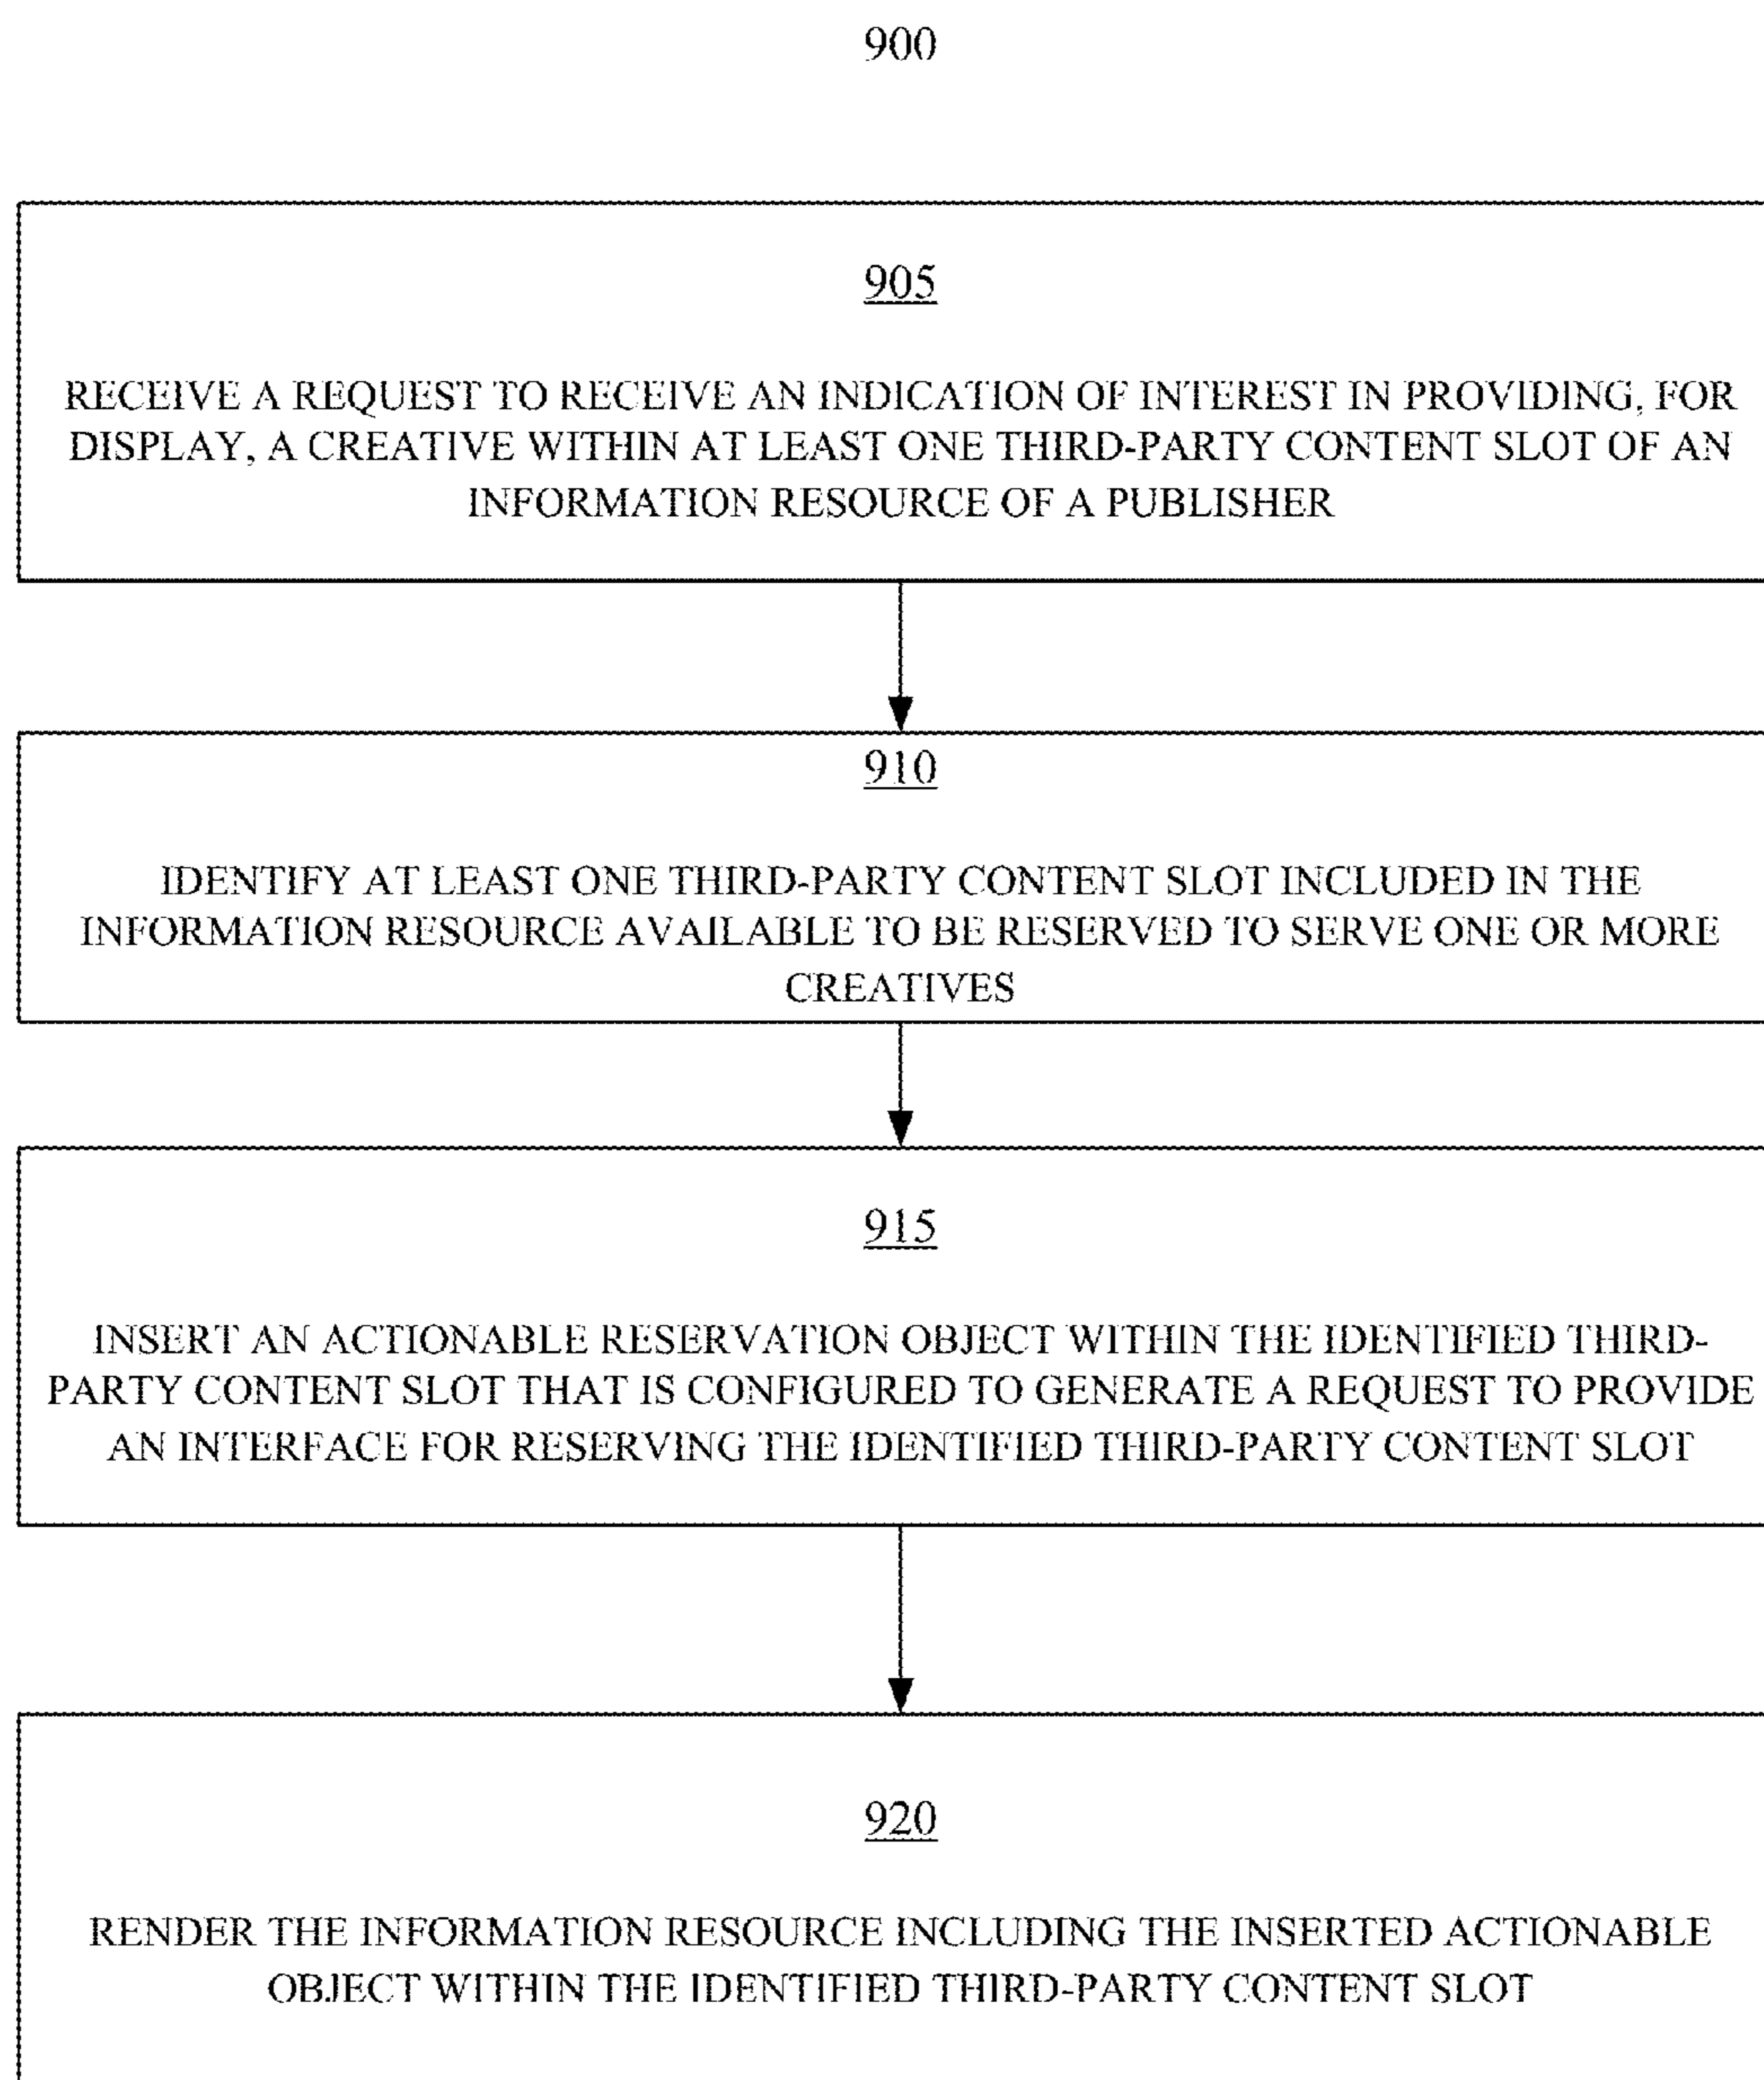 900
905
RECEIVE A REQUEST TO RECEIVE AN INDICATION OF INTEREST IN PROVIDING, FOR
DISPLAY, A CREATIVE WITHIN AT LEAST ONE THIRD-PARTY CONTENT SLOT OF AN
INFORMATION RESOURCE OF A PUBLISHER
910
IDENTIFY AT LEAST ONE THIRD-PARTY CONTENT SLOT INCLUDED IN THE
INFORMATION RESOURCE AVAILABLE TO BE RESERVED TO SERVE ONE OR MORE
CREATIVES
915
INSERT AN ACTIONABLE RESERVATION OBJECT WITHIN THE IDENTIFIED THIRD-
PARTY CONTENT SLOT THAT IS CONFIGURED TO GENERATE A REQUEST TO PROVIDE
AN INTERFACE FOR RESERVING THE IDENTIFIED THIRD-PARTY CONTENT SLOT
920
RENDER THE INFORMATION RESOURCE INCLUDING THE INSERTED ACTIONABLE
OBJECT WITHIN THE IDENTIFIED THIRD-PARTY CONTENT SLOT